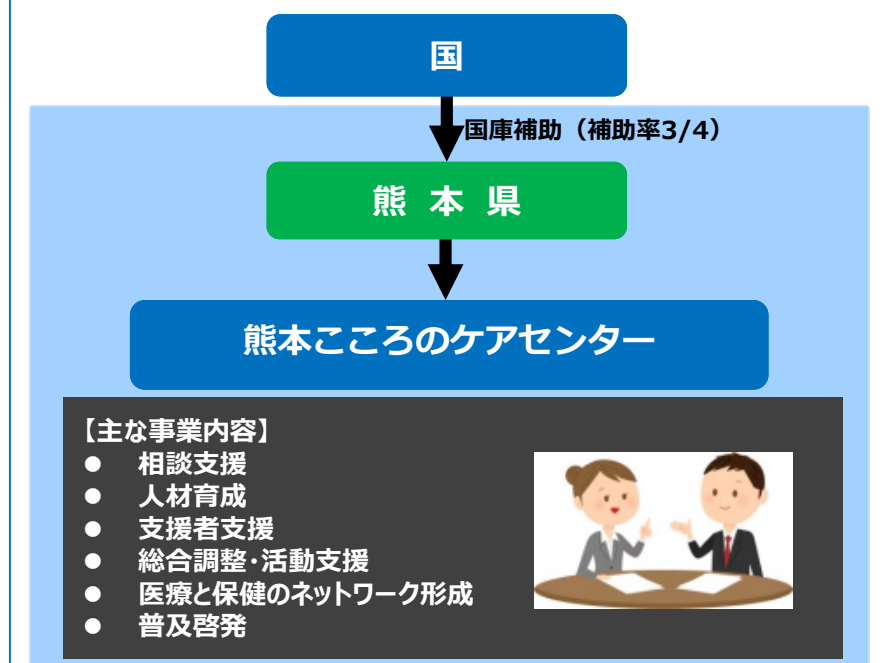 国
国庫補助（補助率3/4）
熊 本 県
熊本こころのケアセンター
【主な事業内容】
● 相談支援
● 人材育成
● 支援者支援
● 総合調整・活動支援
● 医療と保健のネットワーク形成
● 普及啓発